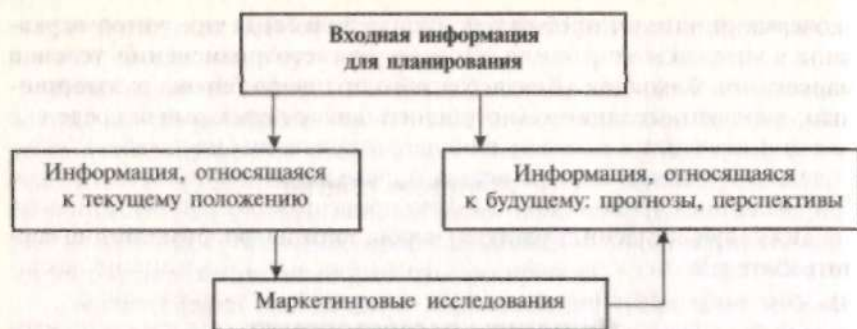 Входная информация
для планирования
Информация, относящаяся
к текущему положению
Информация, относящаяся
к будущему: прогнозы, перспективы
Маркетинговые исследования